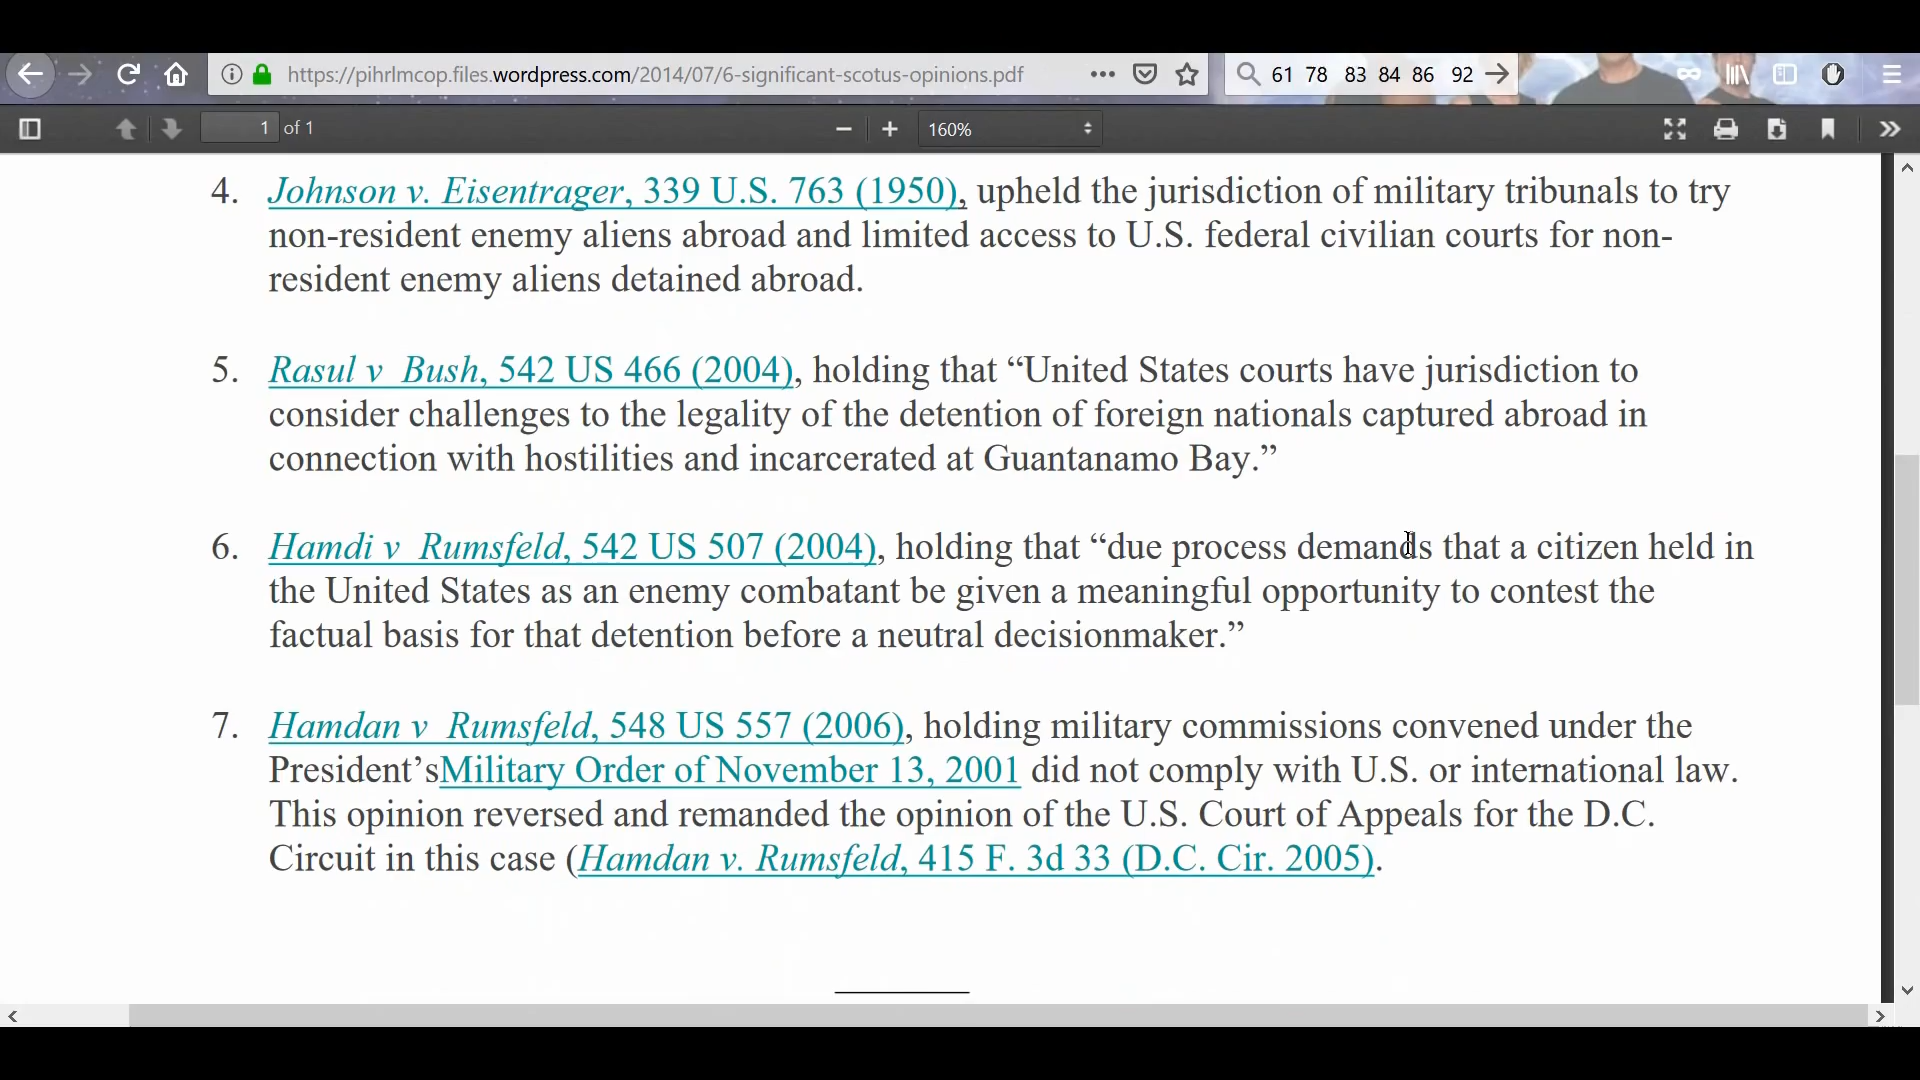 https://pihrlmcop.files.wordpress.com/2014/07/6-significant-scotus-opinions.pdf
61 78 83 84 86 92
1 of 1
160%
4. Johnson v. Eisentrager, 339 U.S. 763 (1950), upheld the jurisdiction of military tribunals to try
non-resident enemy aliens abroad and limited access to U.S. federal civilian courts for non-
resident enemy aliens detained abroad.
5. Rasul v Bush, 542 US 466 (2004), holding that “United States courts have jurisdiction to
consider challenges to the legality of the detention of foreign nationals captured abroad in
connection with hostilities and incarcerated at Guantanamo Bay.”
6. Hamdi v Rumsfeld, 542 US 507 (2004), holding that “due process demands that a citizen held in
the United States as an enemy combatant be given a meaningful opportunity to contest the
factual basis for that detention before a neutral decisionmaker.”
7. Hamdan v Rumsfeld, 548 US 557 (2006), holding military commissions convened under the
President’sMilitary Order of November 13, 2001 did not comply with U.S. or international law.
This opinion reversed and remanded the opinion of the U.S. Court of Appeals for the D.C.
Circuit in this case (Hamdan v. Rumsfeld, 415 F. 3d 33 (D.C. Cir. 2005).